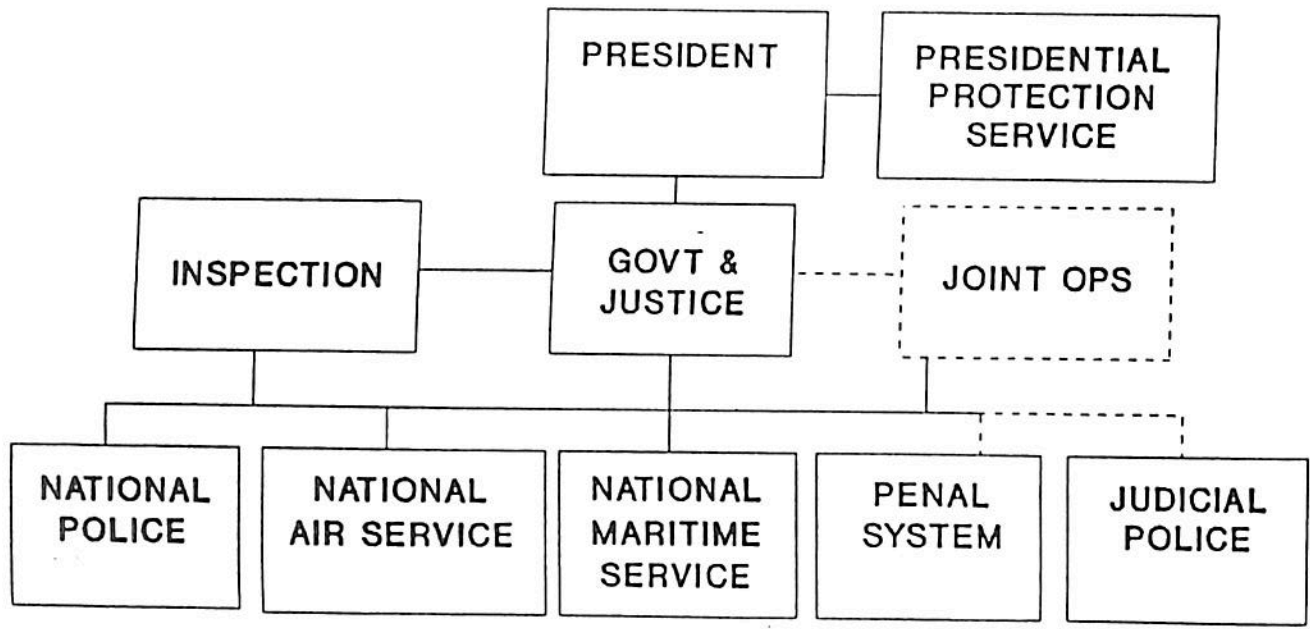 PRESIDENT
PRESIDENTIAL
PROTECTION
SERVICE
INSPECTION
GOVT &
JUSTICE
JOINT OPS
NATIONAL
POLICE
NATIONAL
AIR SERVICE
NATIONAL
MARITIME
SERVICE
PENAL
SYSTEM
JUDICIAL
POLICE